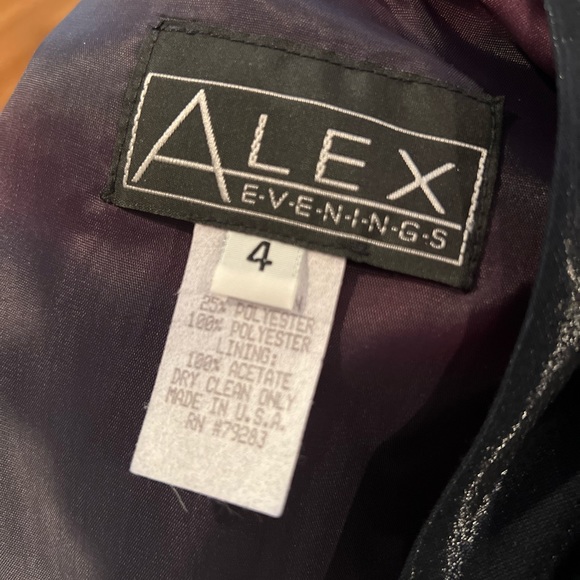 ALEX
E•V•E•N•I•N•G•S
4
25% POLYESTER
100% POLYESTER
LINING:
100% ACETATE
DRY CLEAN ONLY
MADE IN U.S.A.
RN #79283